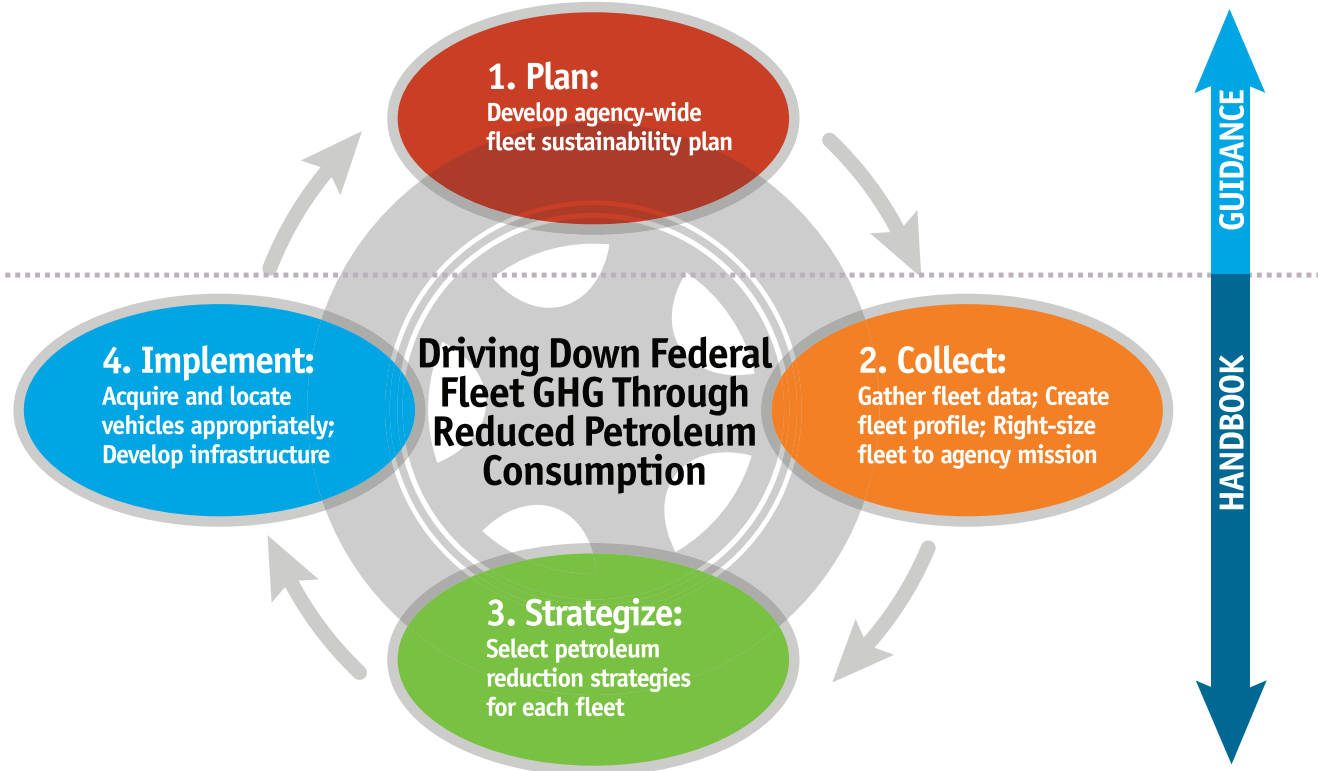 1. Plan:
Develop agency-wide
fleet sustainability plan
GUIDANCE
Driving Down Federal
Fleet GHG Through
Reduced Petroleum
Consumption
4. Implement:
Acquire and locate
vehicles appropriately;
Develop infrastructure
2. Collect:
Gather fleet data; Create
fleet profile; Right-size
fleet to agency mission
HANDBOOK
3. Strategize:
Select petroleum
reduction strategies
for each fleet